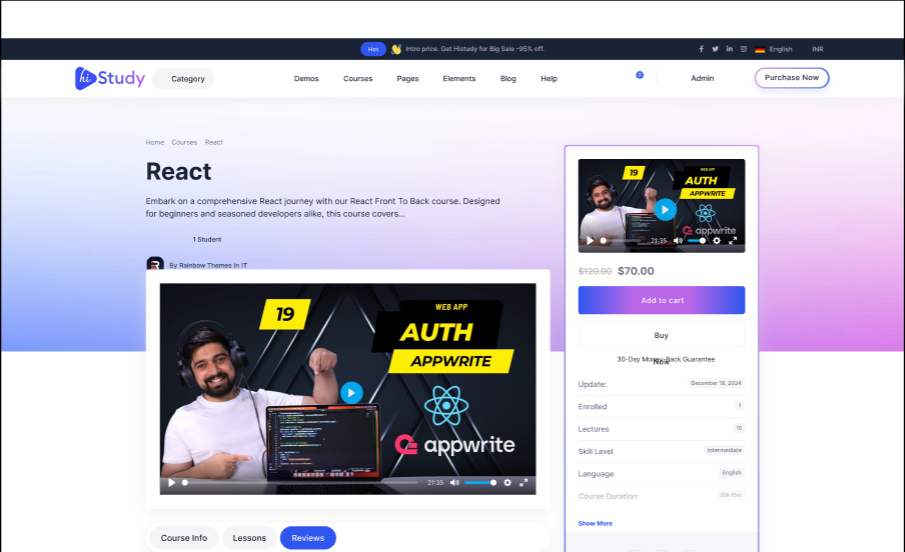 Hot 👋 Intro price. Get Histudy for Big Sale -95% off.
English INR
hi Study Category Demos Courses Pages Elements Blog Help 0 Admin Purchase Now
Home Courses React
React
Embark on a comprehensive React journey with our React Front To Back course. Designed
for beginners and seasoned developers alike, this course covers...
1 Student
By Rainbow Themes In IT
19
WEB APP
AUTH
APPWRITE
appwrite
21:35
Course Info Lessons Reviews
19
WEB APP
AUTH
APPWRITE
appwrite
21:35
$120.00 $70.00
Add to cart
Buy
Now
30-Day Money-Back Guarantee
Update: December 18, 2024
Enrolled 1
Lectures 10
Skill Level Intermediate
Language English
Course Duration: 20h 15m
Show More